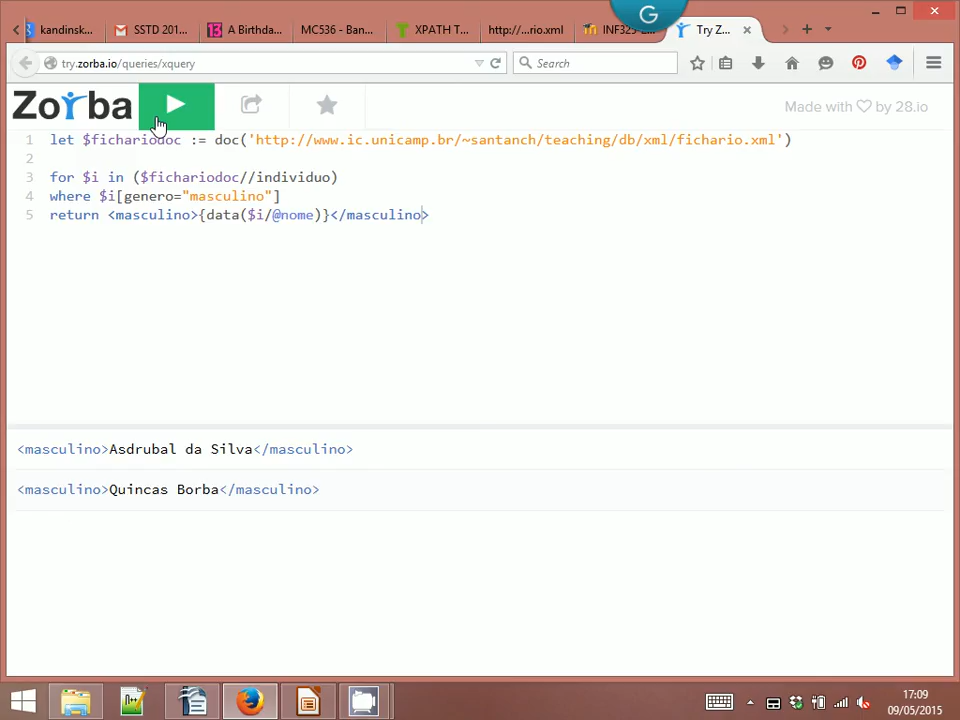 kandinsk...
SSTD 201...
13 A Birthda...
MC536 - Ban...
XPATH T...
http://...rio.xml
Try Z...
G
try.zorba.io/queries/xquery
Search
Zorba
Made with ♡ by 28.io
1 let $fichariodoc := doc('http://www.ic.unicamp.br/~santanch/teaching/db/xml/fichario.xml')
2
3 for $i in ($fichariodoc//individuo)
4 where $i[genero="masculino"]
5 return <masculino>{data($i/@nome)}</masculino>
<masculino>Asdrubal da Silva</masculino>
<masculino>Quincas Borba</masculino>
17:09
09/05/2015